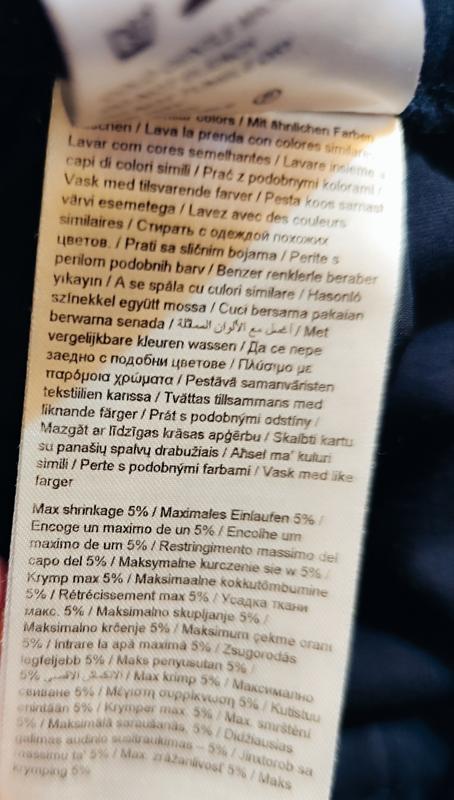 colors / Mit ähnlichen Farben
/ Lava la prenda con colores similares
Lavar com cores semelhantes / Lavare insieme a
capi di colori simili / Prać z podobnymi kolorami /
Vask med tilsvarende farver / Pesta koos sarnast
värvi esemetega / Lavez avec des couleurs
similaires / Стирать с одеждой похожих
цветов. / Prati sa sličnim bojama / Perite s
perilom podobnih barv / Benzer renklerle beraber
yıkayın / A se spăla cu culori similare / Hasonló
színekkel együtt mossa / Cuci bersama pakaian
berwarna senada / اغسل مع الألوان / Met
vergelijkbare kleuren wassen / Да се пере
заедно с подобни цветове / Πλύσιμο με
παρόμοια χρώματα / Pestävä samanväristen
tekstiilien kanssa / Tvättas tillsammans med
liknande färger / Prát s podobnými odstíny /
Mazgāt ar līdzīgas krāsas apģērbu / Skalbti kartu
su panašių spalvų drabužiais / Aħsel ma' kuluri
simili / Perte s podobnými farbami / Vask med like
farger
Max shrinkage 5% / Maximales Einlaufen 5% /
Encoge un maximo de un 5% / Encolhe um
maximo de um 5% / Restringimento massimo del
capo del 5% / Maksymalne kurczenie się w 5% /
Krymp max 5% / Maksimaalne kokkutõmbumine
5% / Rétrécissement max 5% / Усадка ткани
макс. 5% / Maksimalno skupljanje 5% /
Maksimalno krčenje 5% / Maksimum çekme oranı
5% / Intrare la apă maximă 5% / Zsugorodás
legfeljebb 5% / Maks penyusutan 5% /
5% / Max krimp 5% / Максимално
свиване 5% / Μέγιστη συρρίκνωση 5% / Kutistuu
enintään 5% / Krymper max. 5% / Max. smrštění
5% / Maksimālā saraušanās, 5% / Didžiausias
galimas audinio susitraukimas – 5% / Jinxtorob sa
massimu ta' 5% / Max. zrážanlivosť 5% / Maks
krymping 5%